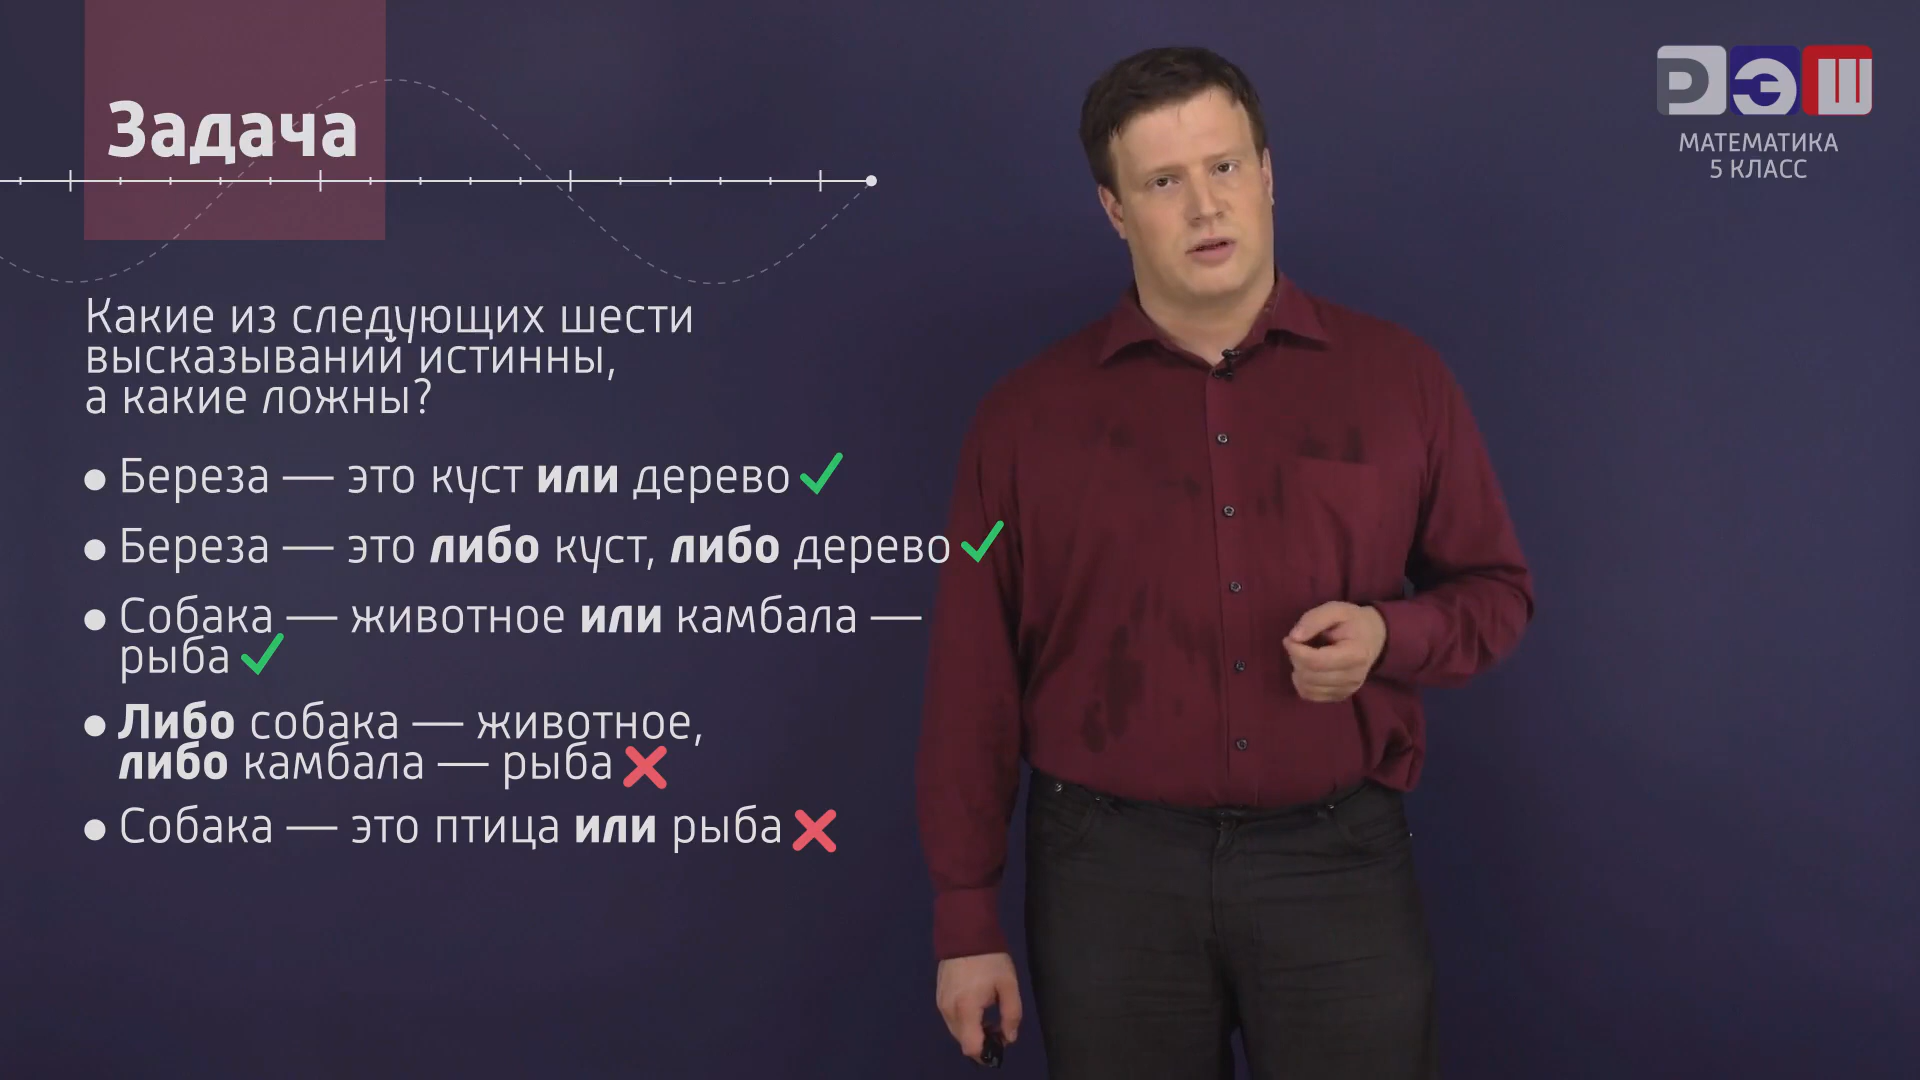 Задача
РЭШ
МАТЕМАТИКА
5 КЛАСС
Какие из следующих шести
высказываний истинны,
а какие ложны?
Береза — это куст или дерево
Береза — это либо куст, либо дерево
Собака — животное или камбала —
рыба
Либо собака — животное,
либо камбала — рыба
Собака — это птица или рыба